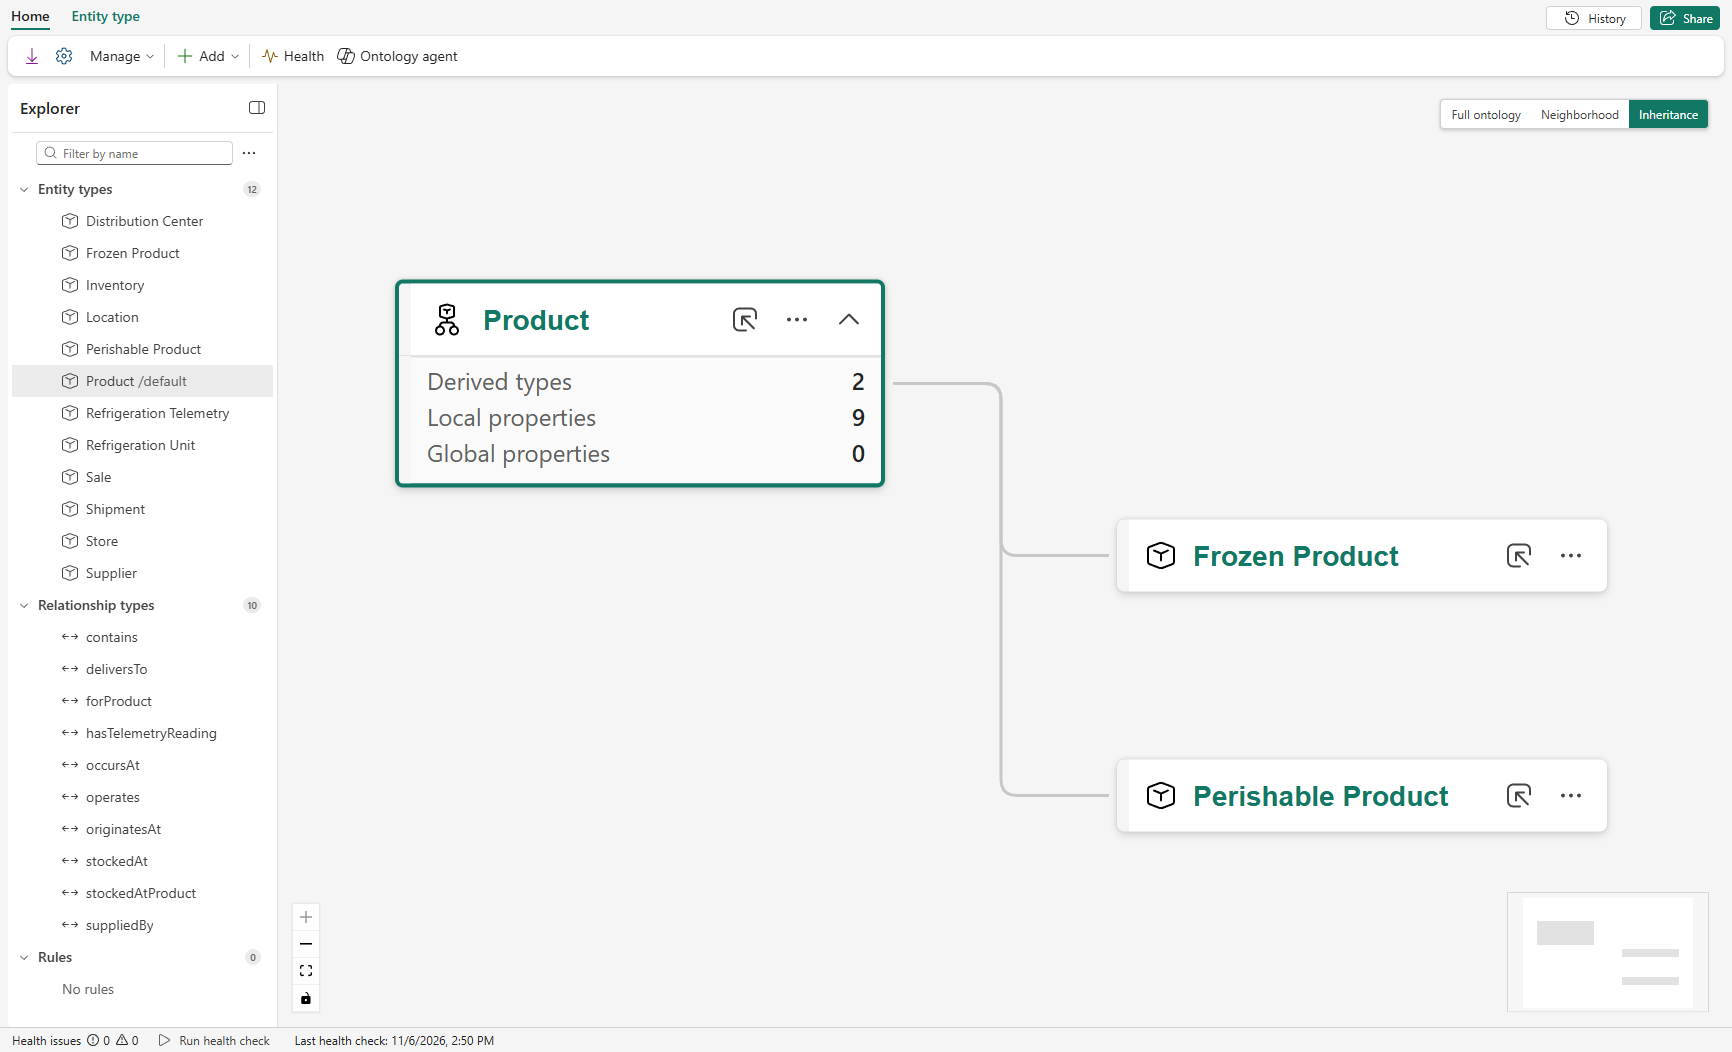 Home Entity type
History Share
Manage Add Health Ontology agent
Explorer
Filter by name
Entity types 12
Distribution Center
Frozen Product
Inventory
Location
Perishable Product
Product /default
Refrigeration Telemetry
Refrigeration Unit
Sale
Shipment
Store
Supplier
Relationship types 10
contains
deliversTo
forProduct
hasTelemetryReading
occursAt
operates
originatesAt
stockedAt
stockedAtProduct
suppliedBy
Rules 0
No rules
Full ontology Neighborhood Inheritance
Product
Derived types 2
Local properties 9
Global properties 0
Frozen Product
Perishable Product
Health issues 0 0 Run health check Last health check: 11/6/2026, 2:50 PM